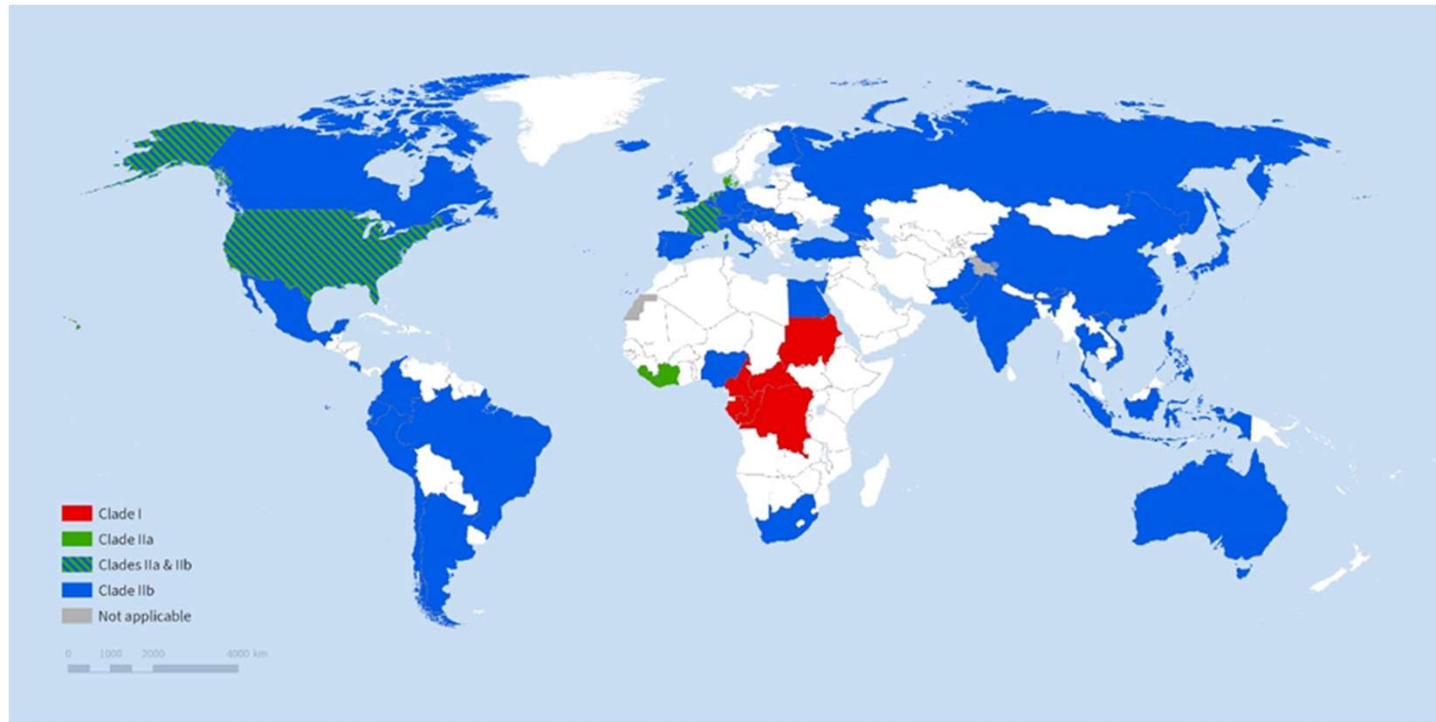 Clade I
Clade IIa
Clades IIa & IIb
Clade IIb
Not applicable
0 1000 2000 4000 km